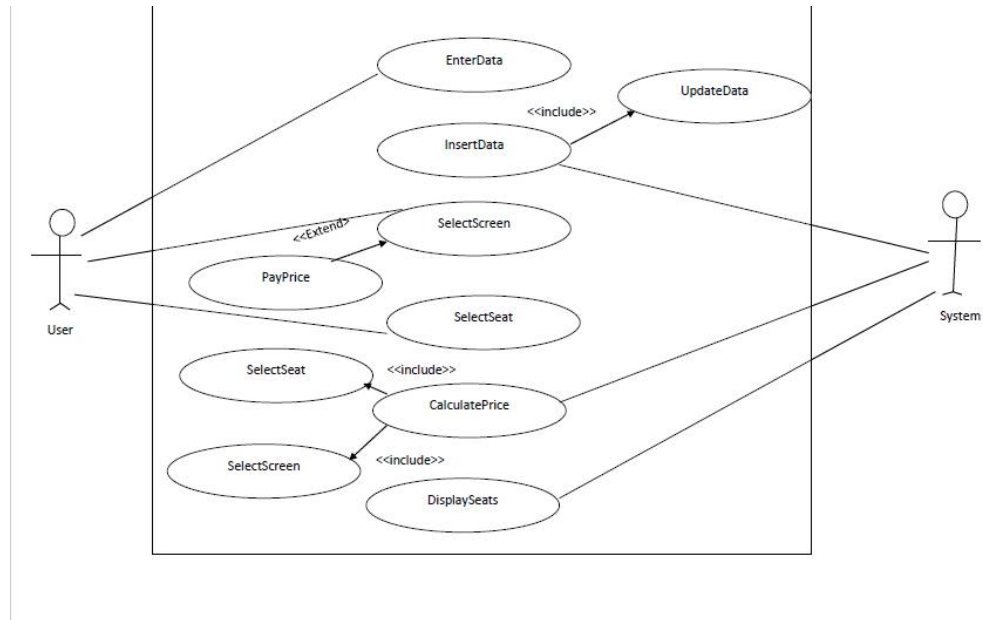 EnterData
UpdateData
<<include>>
InsertData
SelectScreen
<<Extend>
PayPrice
User
SelectSeat
System
SelectSeat
<<include>>
CalculatePrice
SelectScreen
<<include>>
DisplaySeats